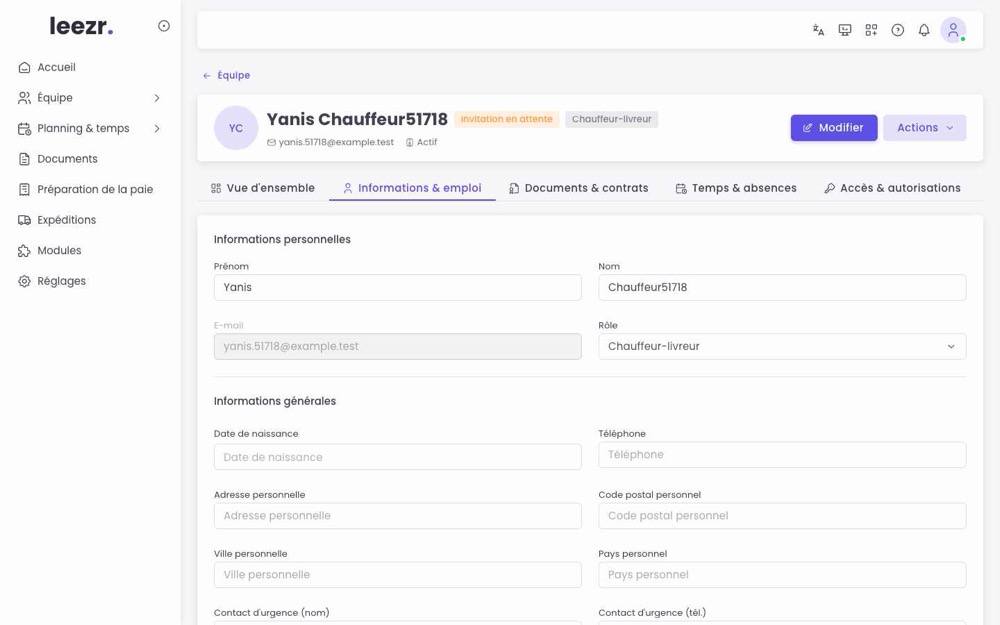 leezr.
Accueil
Équipe
Planning & temps
Documents
Préparation de la paie
Expéditions
Modules
Réglages
← Équipe
YC
Yanis Chauffeur51718
Invitation en attente
Chauffeur-livreur
yanis.51718@example.test
Actif
Modifier
Actions
Vue d'ensemble
Informations & emploi
Documents & contrats
Temps & absences
Accès & autorisations
Informations personnelles
Prénom
Nom
Yanis
Chauffeur51718
E-mail
Rôle
yanis.51718@example.test
Chauffeur-livreur
Informations générales
Date de naissance
Téléphone
Date de naissance
Téléphone
Adresse personnelle
Code postal personnel
Adresse personnelle
Code postal personnel
Ville personnelle
Pays personnel
Ville personnelle
Pays personnel
Contact d'urgence (nom)
Contact d'urgence (tél.)